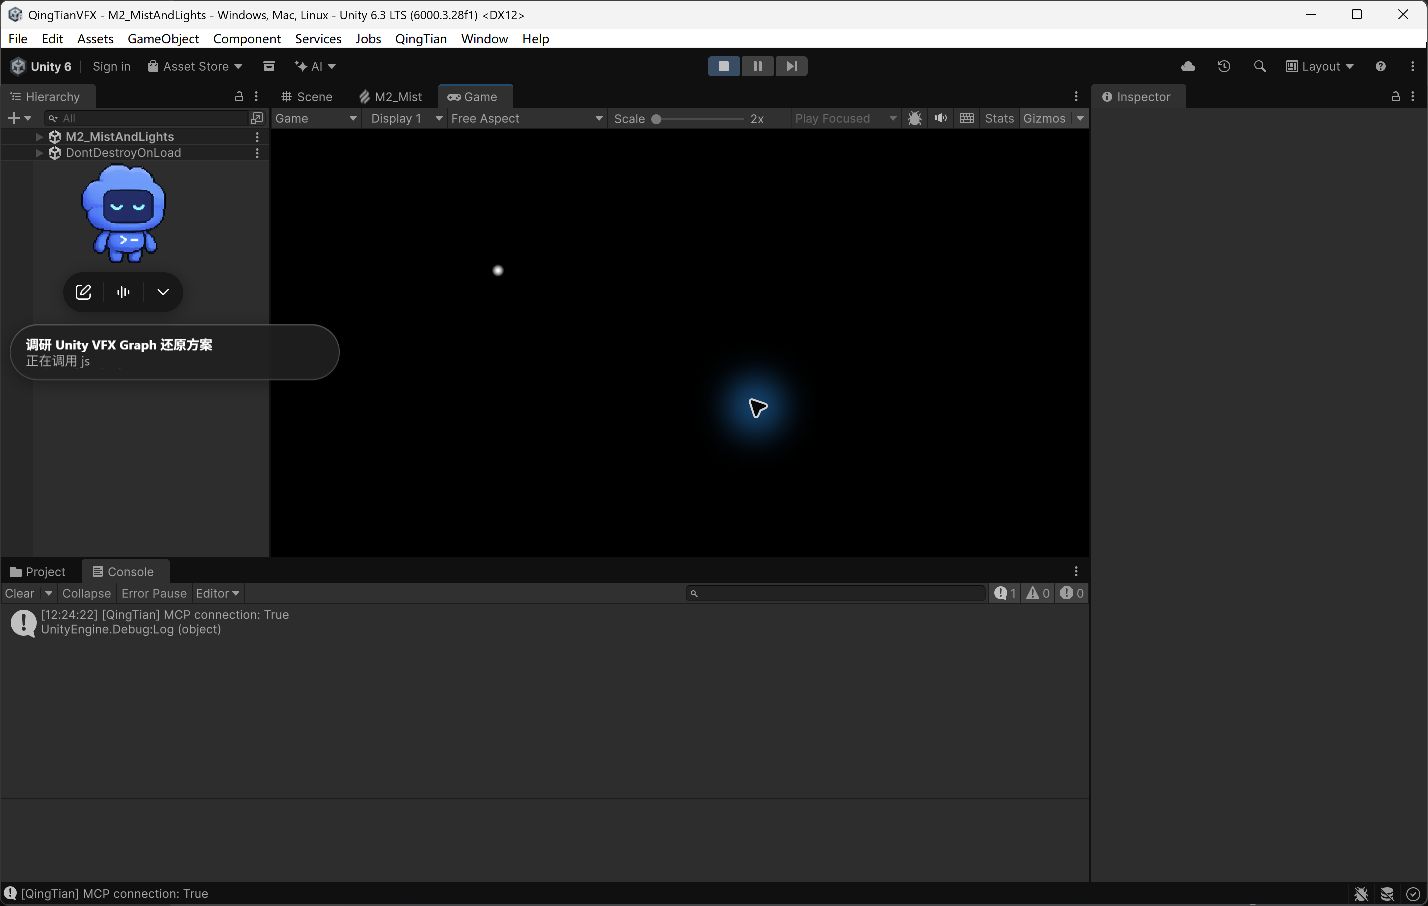 QingTianVFX - M2_MistAndLights - Windows, Mac, Linux - Unity 6.3 LTS (6000.3.28f1) <DX12>
File Edit Assets GameObject Component Services Jobs QingTian Window Help
Unity 6 Sign in Asset Store AI Layout
Hierarchy
All
M2_MistAndLights
DontDestroyOnLoad
调研 Unity VFX Graph 还原方案
正在调用 js
Scene M2_Mist Game
Game Display 1 Free Aspect Scale 2x Play Focused Stats Gizmos
Inspector
Project Console
Clear Collapse Error Pause Editor 1 0 0
[12:24:22] [QingTian] MCP connection: True
UnityEngine.Debug:Log (object)
[QingTian] MCP connection: True